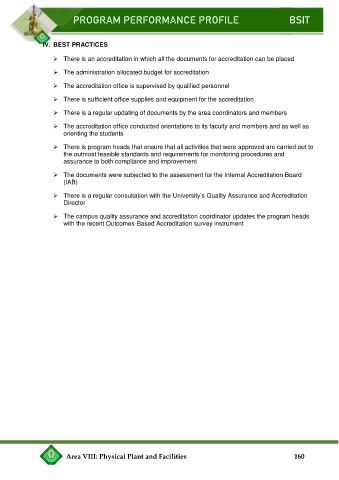 PROGRAM PERFORMANCE PROFILE BSIT
IV. BEST PRACTICES
➢ There is an accreditation in which all the documents for accreditation can be placed
➢ The administration allocated budget for accreditation
➢ The accreditation office is supervised by qualified personnel
➢ There is sufficient office supplies and equipment for the accreditation
➢ There is a regular updating of documents by the area coordinators and members
➢ The accreditation office conducted orientations to its faculty and members and as well as
orienting the students
➢ There is program heads that ensure that all activities that were approved are carried out to
the outmost feasible standards and requirements for monitoring procedures and
assurance to both compliance and improvement
➢ The documents were subjected to the assessment for the Internal Accreditation Board
(IAB)
➢ There is a regular consultation with the University's Quality Assurance and Accreditation
Director
➢ The campus quality assurance and accreditation coordinator updates the program heads
with the recent Outcomes-Based Accreditation survey instrument
Area VIII: Physical Plant and Facilities 160